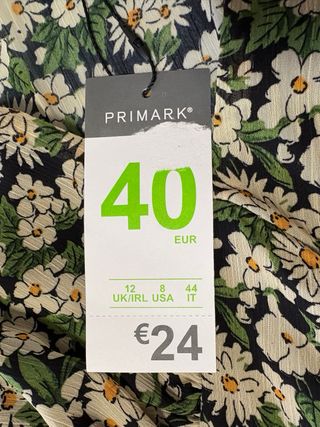 PRIMARK®
40
EUR
12 8 44
UK/IRL USA IT
€24